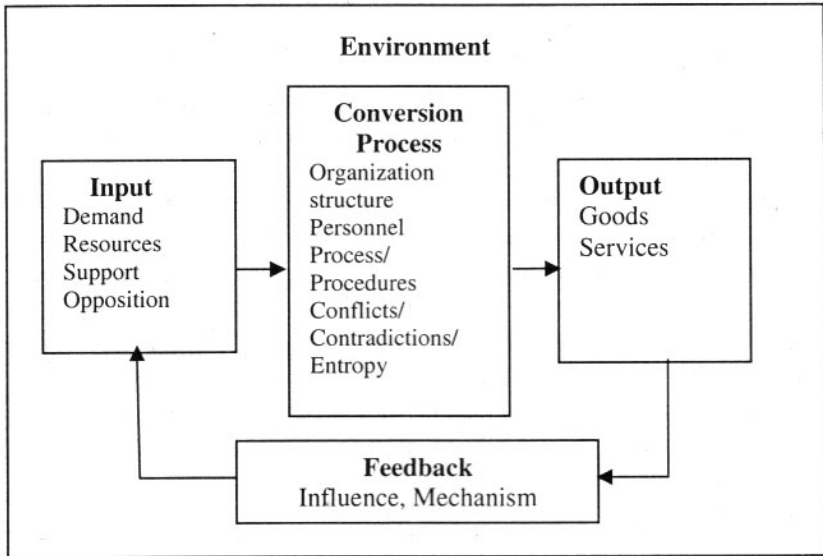 Environment
Input
Demand
Resources
Support
Opposition
Conversion
Process
Organization
structure
Personnel
Process/
Procedures
Conflicts/
Contradictions/
Entropy
Output
Goods
Services
Feedback
Influence, Mechanism